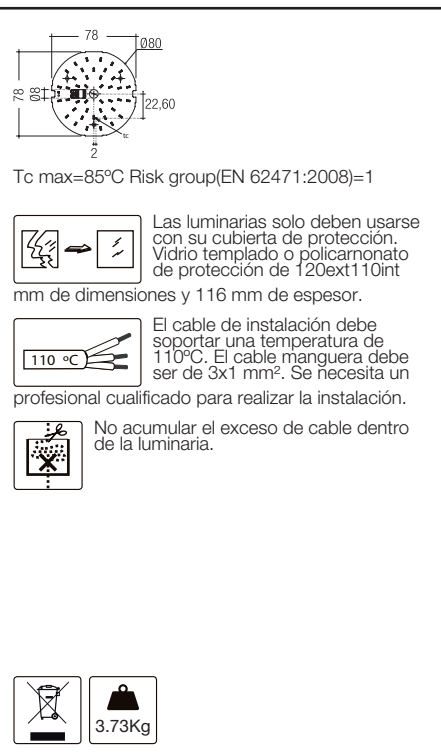 78
Ø80
78
Ø8
22,60
tc
2
Tc max=85ºC Risk group(EN 62471:2008)=1
Las luminarias solo deben usarse
con su cubierta de protección.
Vidrio templado o policarnonato
de protección de 120ext110int
mm de dimensiones y 116 mm de espesor.
El cable de instalación debe
soportar una temperatura de
110ºC. El cable manguera debe
ser de 3x1 mm². Se necesita un
110 ºC
profesional cualificado para realizar la instalación.
No acumular el exceso de cable dentro
de la luminaria.
3.73Kg